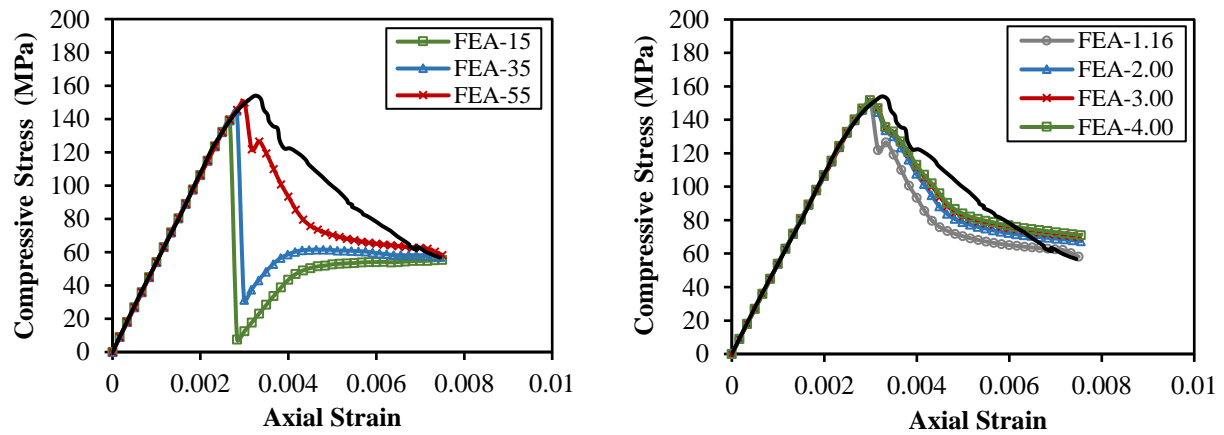 200
180
160
140
120
100
80
60
40
20
0
Compressive Stress (MPa)
FEA-15
FEA-35
FEA-55
0 0.002 0.004 0.006 0.008 0.01
Axial Strain
200
180
160
140
120
100
80
60
40
20
0
Compressive Stress (MPa)
FEA-1.16
FEA-2.00
FEA-3.00
FEA-4.00
0 0.002 0.004 0.006 0.008 0.01
Axial Strain